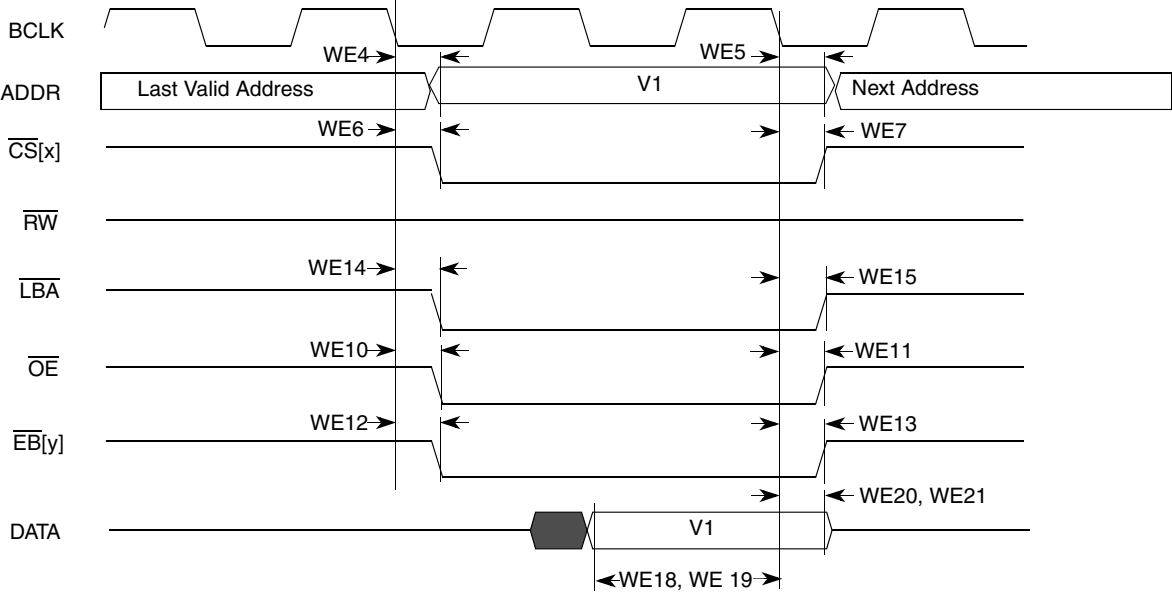 BCLK
WE4
WE5
ADDR
Last Valid Address
V1
Next Address
WE6
WE7
CS[x]
RW
WE14
WE15
LBA
WE10
WE11
OE
WE12
WE13
EB[y]
WE20, WE21
DATA
V1
WE18, WE 19